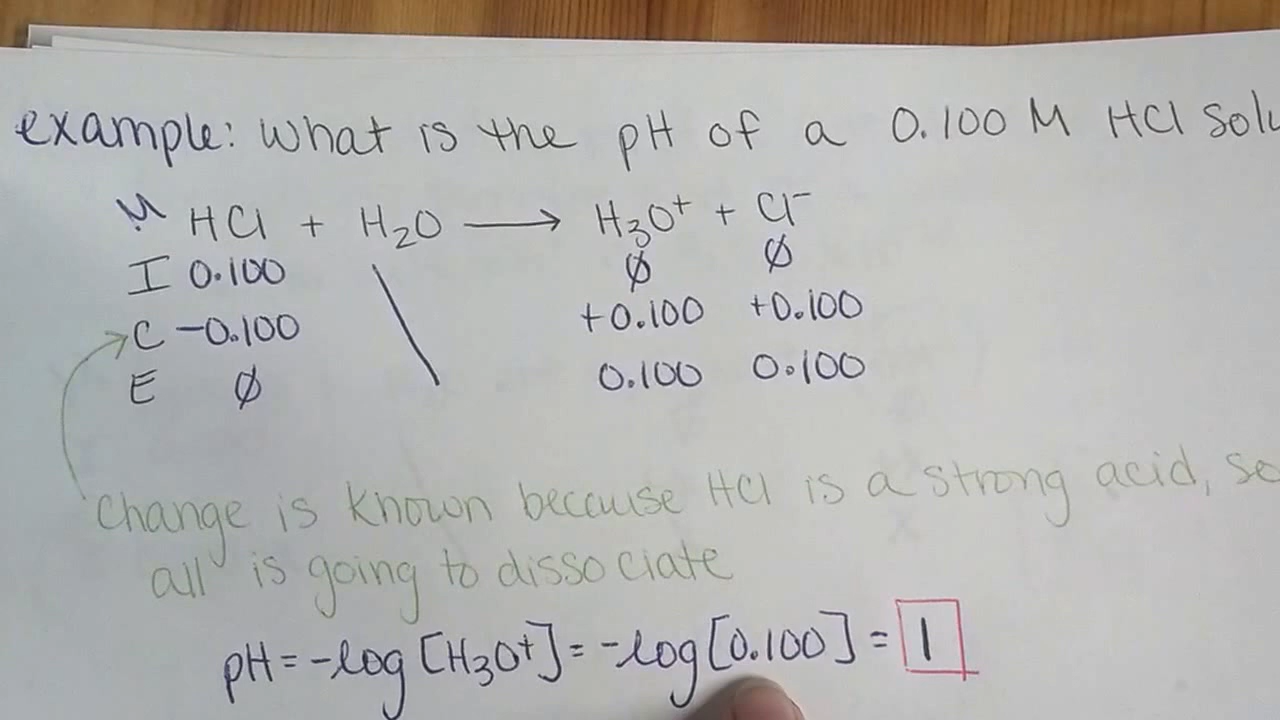 example: What is the pH of a 0.100 M HCl Solu
M HCl + H₂O ⟶ H₃O⁺ + Cl⁻
I 0.100 ∅ ∅
C -0.100 +0.100 +0.100
E ∅ 0.100 0.100
Change is known because HCl is a strong acid, so
all is going to dissociate
pH = -log [H₃O⁺] = -log [0.100] = 1